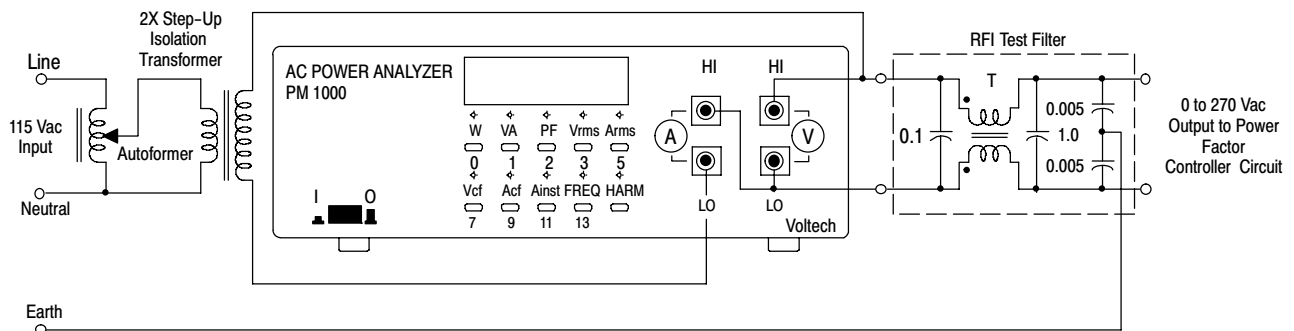 2X Step-Up
Isolation
Transformer
Line
115 Vac
Input
Autoformer
Neutral
Earth
AC POWER ANALYZER
PM 1000
W VA PF Vrms Arms
0 1 2 3 5
Vcf Acf Ainst FREQ HARM
7 9 11 13
I O
HI HI
A V
LO LO
Voltech
RFI Test Filter
T
0.1
1.0
0.005
0.005
0 to 270 Vac
Output to Power
Factor
Controller Circuit